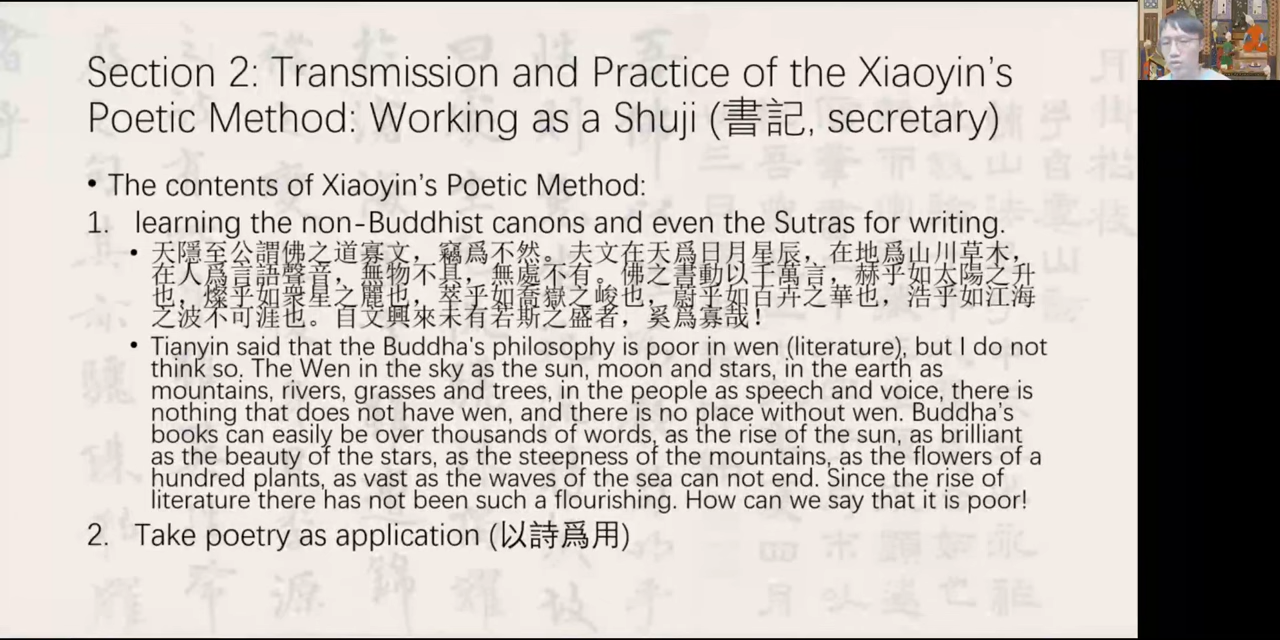 Section 2: Transmission and Practice of the Xiaoyin's
Poetic Method: Working as a Shuji (書記, secretary)
• The contents of Xiaoyin's Poetic Method:
1. learning the non-Buddhist canons and even the Sutras for writing.
• 天隱至公謂佛之道寡文，竊爲不然。夫文在天爲日月星辰，在地爲山川草木，
在人爲言語聲音，無物不具，無處不有。佛之書動以千萬言，赫乎如太陽之升
也，燦乎如衆星之麗也，崒乎如喬嶽之峻也，蔚乎如百卉之華也，浩乎如江海
之波不可涯也。自文興來未有若斯之盛者，奚爲寡哉！
• Tianyin said that the Buddha's philosophy is poor in wen (literature), but I do not
think so. The Wen in the sky as the sun, moon and stars, in the earth as
mountains, rivers, grasses and trees, in the people as speech and voice, there is
nothing that does not have wen, and there is no place without wen. Buddha's
books can easily be over thousands of words, as the rise of the sun, as brilliant
as the beauty of the stars, as the steepness of the mountains, as the flowers of a
hundred plants, as vast as the waves of the sea can not end. Since the rise of
literature there has not been such a flourishing. How can we say that it is poor!
2. Take poetry as application (以詩爲用)